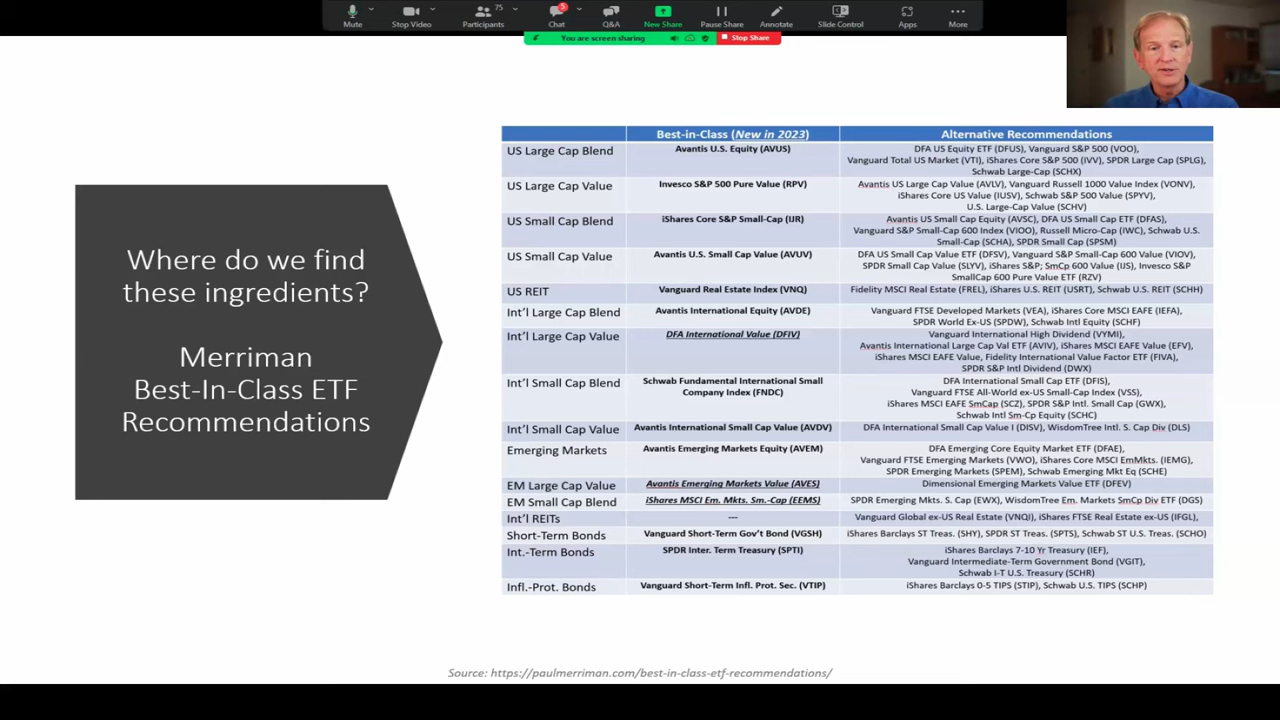 Mute
Stop Video
75
Participants
5
Chat
Q&A
New Share
Pause Share
Annotate
Slide Control
Apps
More
You are screen sharing
Stop Share
Where do we find
these ingredients?
Merriman
Best-In-Class ETF
Recommendations
Best-in-Class (New in 2023)
Alternative Recommendations
US Large Cap Blend
Avantis U.S. Equity (AVUS)
DFA US Equity ETF (DFUS), Vanguard S&P 500 (VOO),
Vanguard Total US Market (VTI), iShares Core S&P 500 (IVV), SPDR Large Cap (SPLG),
Schwab Large-Cap (SCHX)
US Large Cap Value
Invesco S&P 500 Pure Value (RPV)
Avantis US Large Cap Value (AVLV), Vanguard Russell 1000 Value Index (VONV),
iShares Core US Value (IUSV), Schwab S&P 500 Value (SPYV),
U.S. Large-Cap Value (SCHV)
US Small Cap Blend
iShares Core S&P Small-Cap (IJR)
Avantis US Small Cap Equity (AVSC), DFA US Small Cap ETF (DFAS),
Vanguard S&P Small-Cap 600 Index (VIOO), Russell Micro-Cap (IWC), Schwab U.S.
Small-Cap (SCHA), SPDR Small Cap (SPSM)
US Small Cap Value
Avantis U.S. Small Cap Value (AVUV)
DFA US Small Cap Value ETF (DFSV), Vanguard S&P Small-Cap 600 Value (VIOV),
SPDR Small Cap Value (SLYV), iShares S&P; SmCp 600 Value (IJS), Invesco S&P
SmallCap 600 Pure Value ETF (RZV)
US REIT
Vanguard Real Estate Index (VNQ)
Fidelity MSCI Real Estate (FREL), iShares U.S. REIT (USRT), Schwab U.S. REIT (SCHH)
Int'l Large Cap Blend
Avantis International Equity (AVDE)
Vanguard FTSE Developed Markets (VEA), iShares Core MSCI EAFE (IEFA),
SPDR World Ex-US (SPDW), Schwab Intl Equity (SCHF)
Int'l Large Cap Value
DFA International Value (DFIV)
Vanguard International High Dividend (VYMI),
Avantis International Large Cap Val ETF (AVIV), iShares MSCI EAFE Value (EFV),
iShares MSCI EAFE Value, Fidelity International Value Factor ETF (FIVA),
SPDR S&P Intl Dividend (DWX)
Int'l Small Cap Blend
Schwab Fundamental International Small
Company Index (FNDC)
DFA International Small Cap ETF (DFIS),
Vanguard FTSE All-World ex-US Small-Cap Index (VSS),
iShares MSCI EAFE SmCap (SCZ), SPDR S&P Intl. Small Cap (GWX),
Schwab Intl Sm-Cp Equity (SCHC)
Int'l Small Cap Value
Avantis International Small Cap Value (AVDV)
DFA International Small Cap Value I (DISV), WisdomTree Intl. S. Cap Div (DLS)
Emerging Markets
Avantis Emerging Markets Equity (AVEM)
DFA Emerging Core Equity Market ETF (DFAE),
Vanguard FTSE Emerging Markets (VWO), iShares Core MSCI EmMkts. (IEMG),
SPDR Emerging Markets (SPEM), Schwab Emerging Mkt Eq (SCHE)
EM Large Cap Value
Avantis Emerging Markets Value (AVES)
Dimensional Emerging Markets Value ETF (DFEV)
EM Small Cap Blend
iShares MSCI Em. Mkts. Sm.-Cap (EEMS)
SPDR Emerging Mkts. S. Cap (EWX), WisdomTree Em. Markets SmCp Div ETF (DGS)
Int'l REITs
---
Vanguard Global ex-US Real Estate (VNQI), iShares FTSE Real Estate ex-US (IFGL),
Short-Term Bonds
Vanguard Short-Term Gov't Bond (VGSH)
iShares Barclays ST Treas. (SHY), SPDR ST Treas. (SPTS), Schwab ST U.S. Treas. (SCHO)
Int.-Term Bonds
SPDR Inter. Term Treasury (SPTI)
iShares Barclays 7-10 Yr Treasury (IEF),
Vanguard Intermediate-Term Government Bond (VGIT),
Schwab I-T U.S. Treasury (SCHR)
Infl.-Prot. Bonds
Vanguard Short-Term Infl. Prot. Sec. (VTIP)
iShares Barclays 0-5 TIPS (STIP), Schwab U.S. TIPS (SCHP)
Source: https://paulmerriman.com/best-in-class-etf-recommendations/